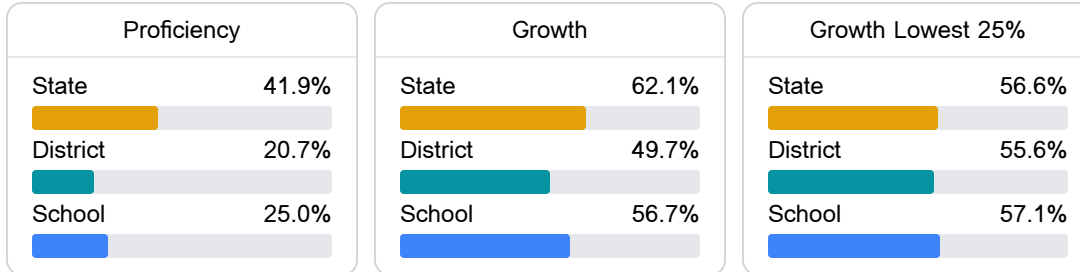 Proficiency
State 41.9%
District 20.7%
School 25.0%
Growth
State 62.1%
District 49.7%
School 56.7%
Growth Lowest 25%
State 56.6%
District 55.6%
School 57.1%